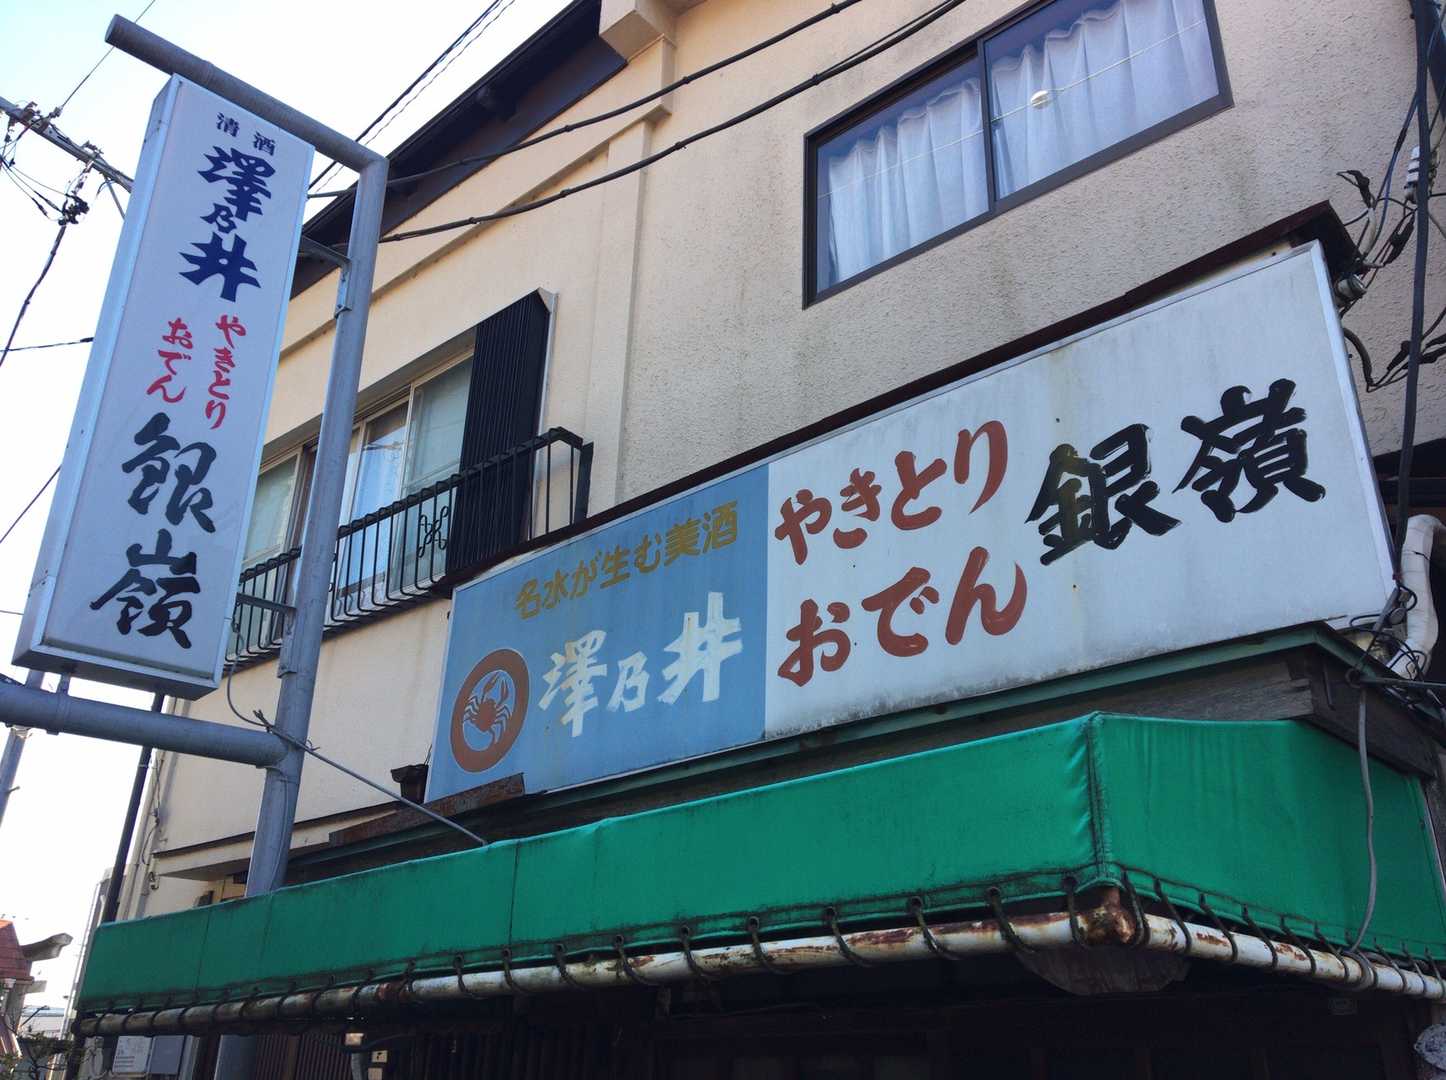 清酒
澤乃井
やきとり
おでん
銀嶺
名水が生む美酒
澤乃井
やきとり
おでん
銀嶺